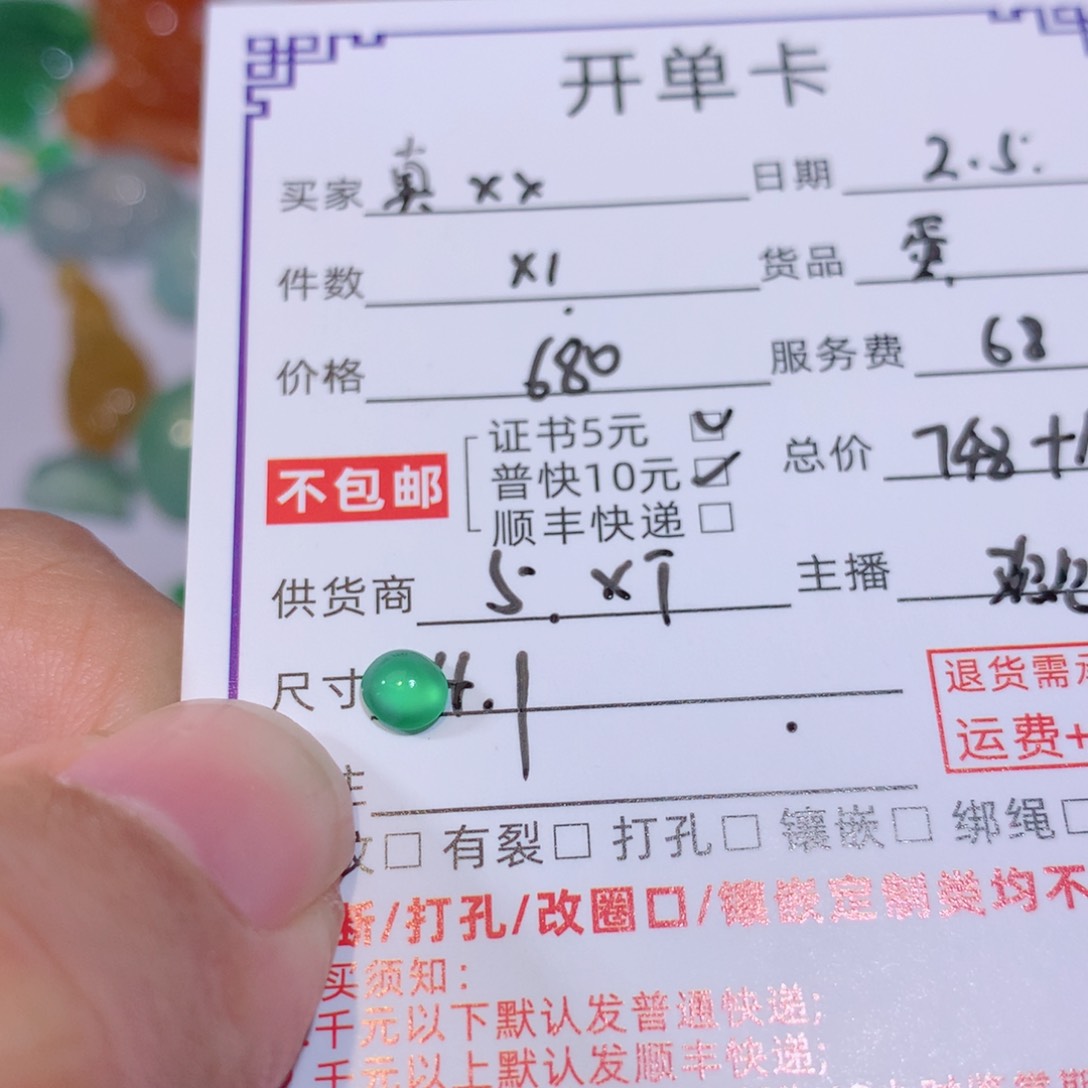 开单卡
买家 真xx 日期 2.5.
件数 x1 货品 蛋
价格 680 服务费 68
不包邮 证书5元 ☑ 总价 748+
普快10元 ☑
顺丰快递 □
供货商 5. x1 主播
尺寸 4.1
退货需
运费+
改□ 有裂□ 打孔□ 镶嵌□ 绑绳□
断/打孔/改圈口/镶嵌定制类均不
买须知：
千元以下默认发普通快递；
千元以上默认发顺丰快递；